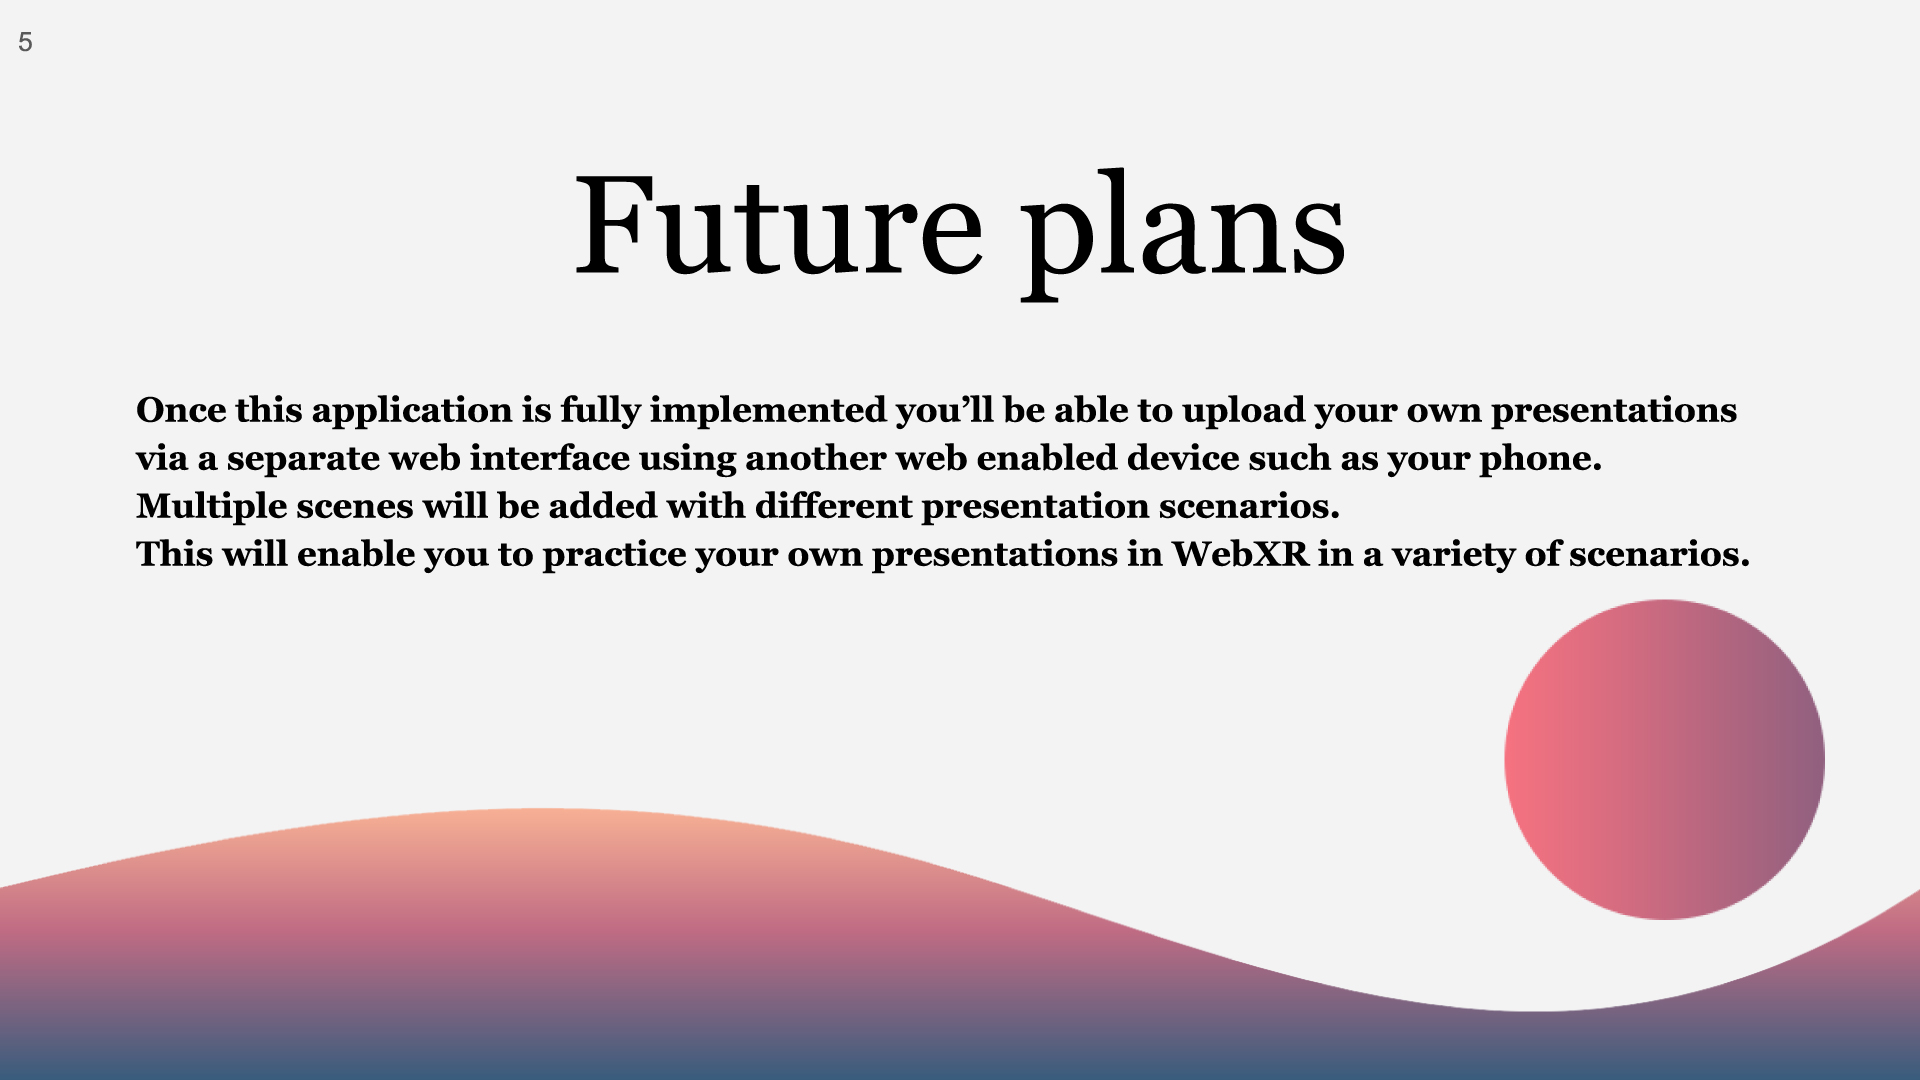 5
Future plans
Once this application is fully implemented you’ll be able to upload your own presentations
via a separate web interface using another web enabled device such as your phone.
Multiple scenes will be added with different presentation scenarios.
This will enable you to practice your own presentations in WebXR in a variety of scenarios.